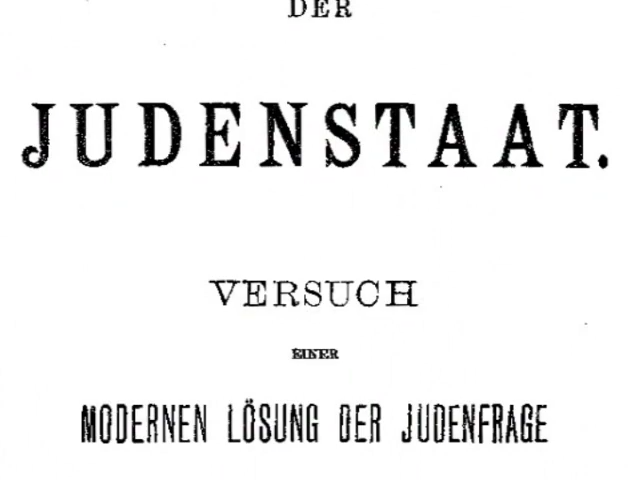 DER
JUDENSTAAT.
VERSUCH
EINER
MODERNEN LÖSUNG DER JUDENFRAGE